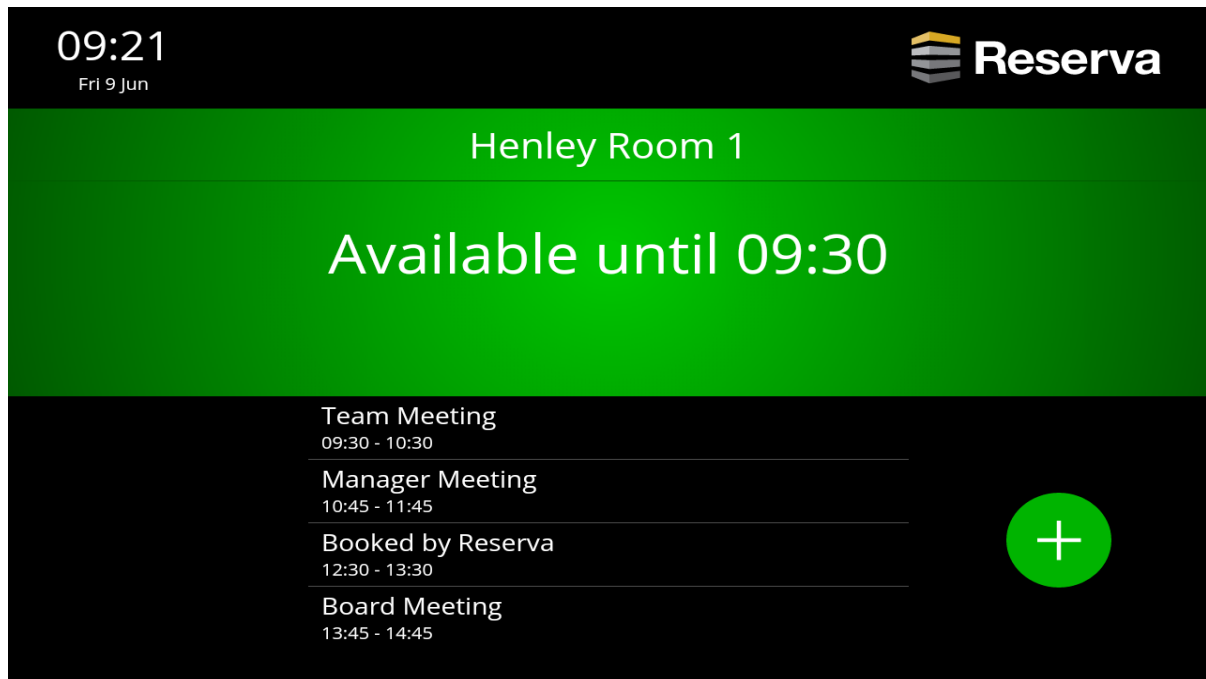 09:21
Fri 9 Jun
Reserva
Henley Room 1
Available until 09:30
Team Meeting
09:30 - 10:30
Manager Meeting
10:45 - 11:45
Booked by Reserva
12:30 - 13:30
Board Meeting
13:45 - 14:45